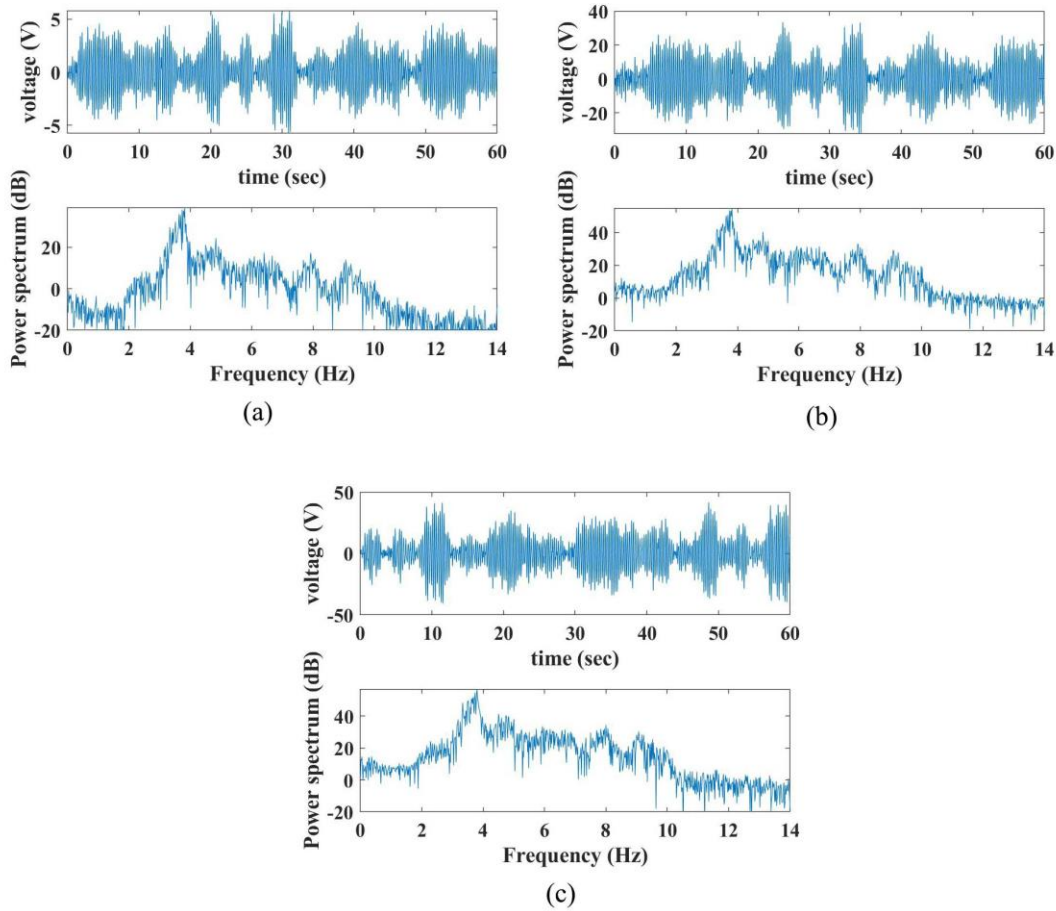 5
0
-5
voltage (V)
0 10 20 30 40 50 60
time (sec)
20
0
-20
Power spectrum (dB)
0 2 4 6 8 10 12 14
Frequency (Hz)
(a)
40
20
0
-20
voltage (V)
0 10 20 30 40 50 60
time (sec)
40
20
0
-20
Power spectrum (dB)
0 2 4 6 8 10 12 14
Frequency (Hz)
(b)
50
0
-50
voltage (V)
0 10 20 30 40 50 60
time (sec)
40
20
0
-20
Power spectrum (dB)
0 2 4 6 8 10 12 14
Frequency (Hz)
(c)